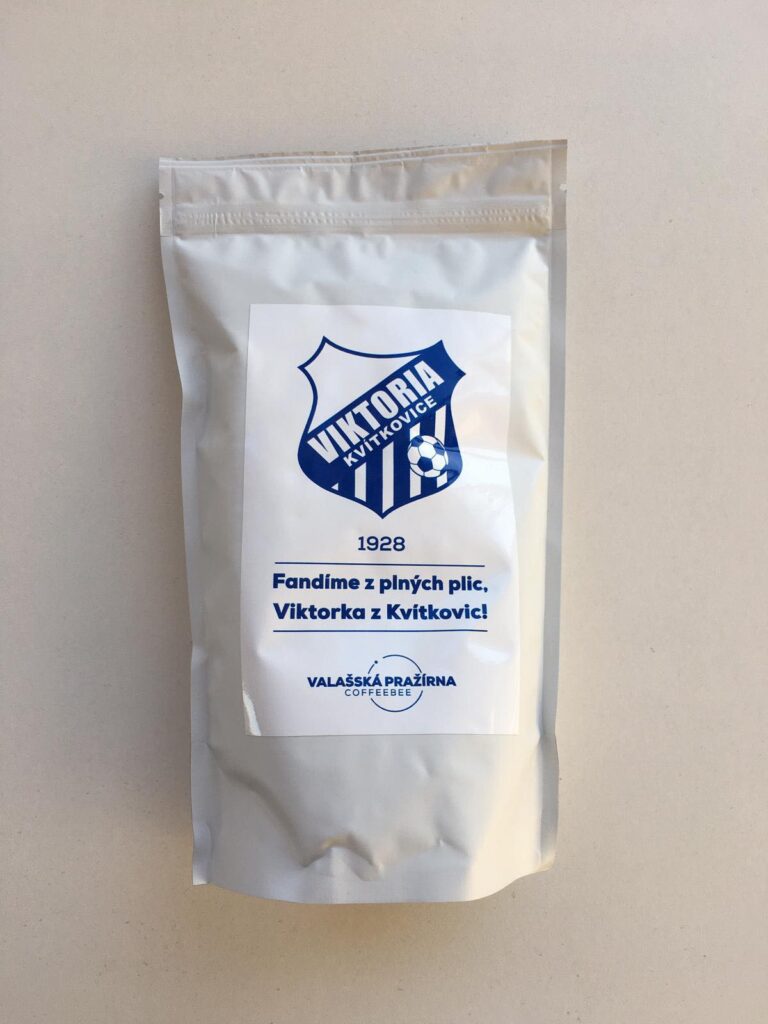 VIKTORIA
KVÍTKOVICE
1928
Fandíme z plných plic,
Viktorka z Kvítkovic!
VALAŠSKÁ PRAŽÍRNA
COFFEEBEE